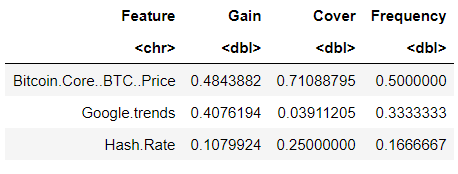 Feature Gain Cover Frequency
<chr> <dbl> <dbl> <dbl>
Bitcoin.Core..BTC..Price 0.4843882 0.71088795 0.5000000
Google.trends 0.4076194 0.03911205 0.3333333
Hash.Rate 0.1079924 0.25000000 0.1666667